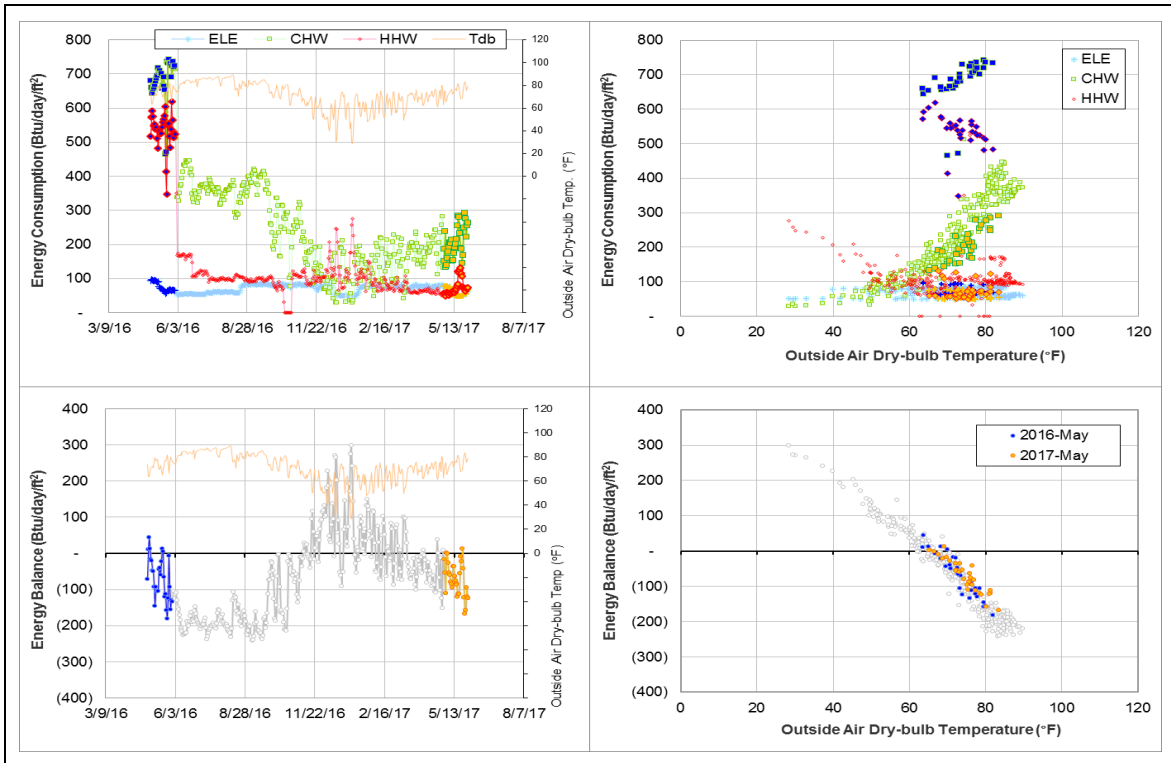 ELE CHW HHW Tdb
Energy Consumption (Btu/day/ft²)
800
700
600
500
400
300
200
100
-
120
100
80
60
40
20
0
Outside Air Dry-bulb Temp. (°F)
3/9/16 6/3/16 8/28/16 11/22/16 2/16/17 5/13/17 8/7/17
ELE
CHW
HHW
Energy Consumption (Btu/day/ft²)
800
700
600
500
400
300
200
100
-
0 20 40 60 80 100 120
Outside Air Dry-bulb Temperature (°F)
Energy Balance (Btu/day/ft²)
400
300
200
100
-
(100)
(200)
(300)
(400)
120
100
80
60
40
20
0
Outside Air Dry-bulb Temp (°F)
3/9/16 6/3/16 8/28/16 11/22/16 2/16/17 5/13/17 8/7/17
2016-May
2017-May
Energy Balance (Btu/day/ft²)
400
300
200
100
-
(100)
(200)
(300)
(400)
0 20 40 60 80 100 120
Outside Air Dry-bulb Temperature (°F)